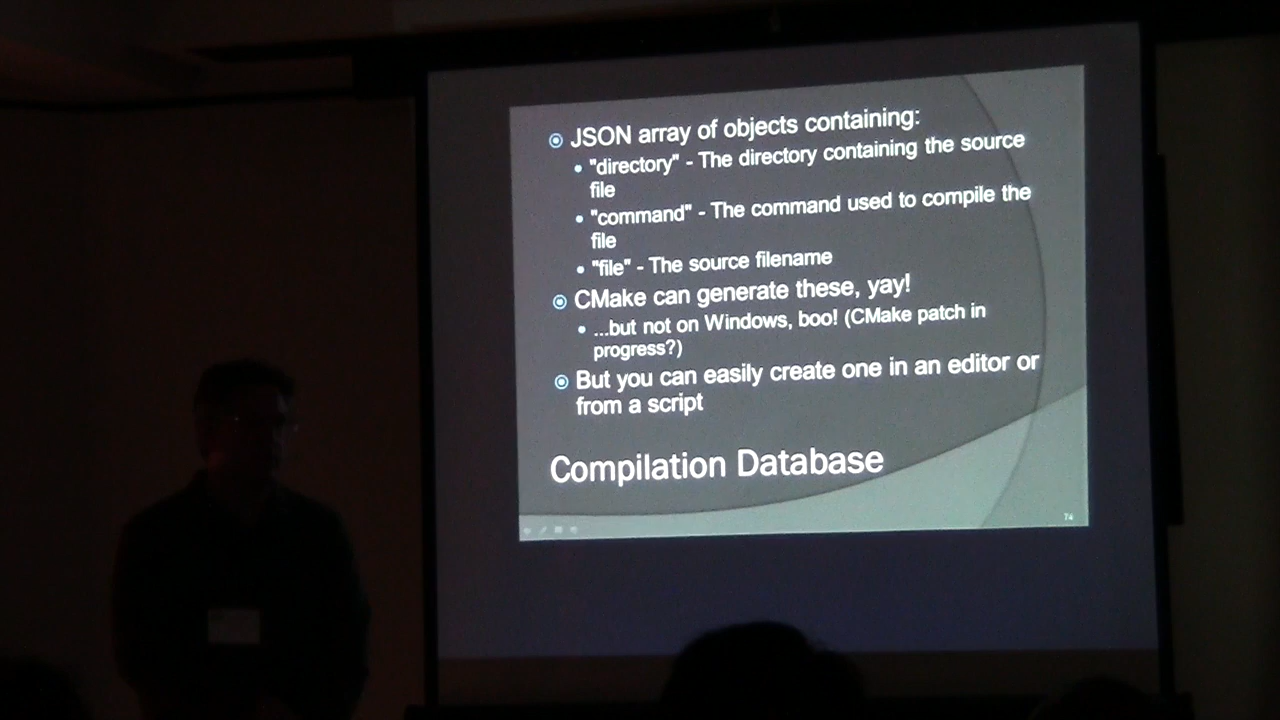 JSON array of objects containing:
"directory" - The directory containing the source
file
"command" - The command used to compile the
file
"file" - The source filename
CMake can generate these, yay!
...but not on Windows, boo! (CMake patch in
progress?)
But you can easily create one in an editor or
from a script
Compilation Database
74